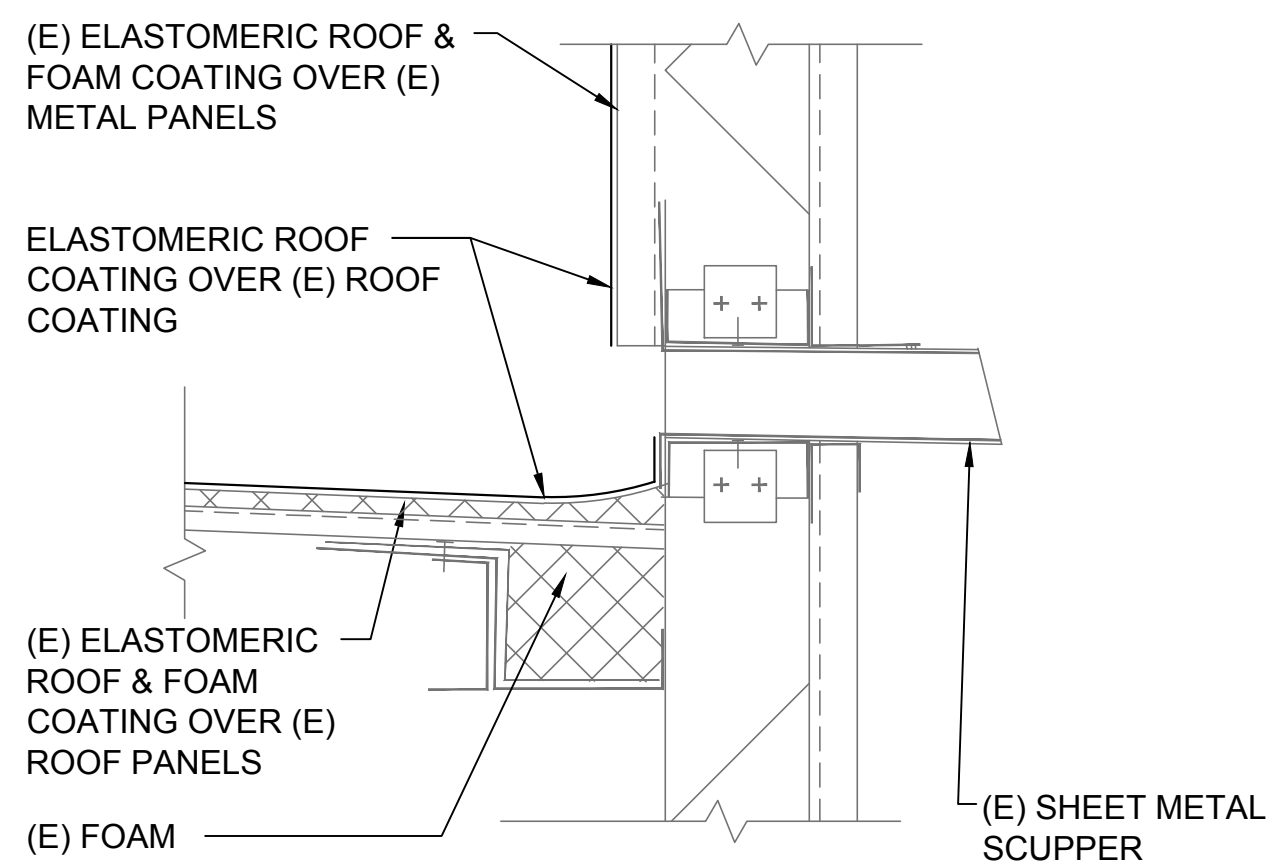 (E) ELASTOMERIC ROOF &
FOAM COATING OVER (E)
METAL PANELS
ELASTOMERIC ROOF
COATING OVER (E) ROOF
COATING
(E) ELASTOMERIC
ROOF & FOAM
COATING OVER (E)
ROOF PANELS
(E) FOAM
(E) SHEET METAL
SCUPPER